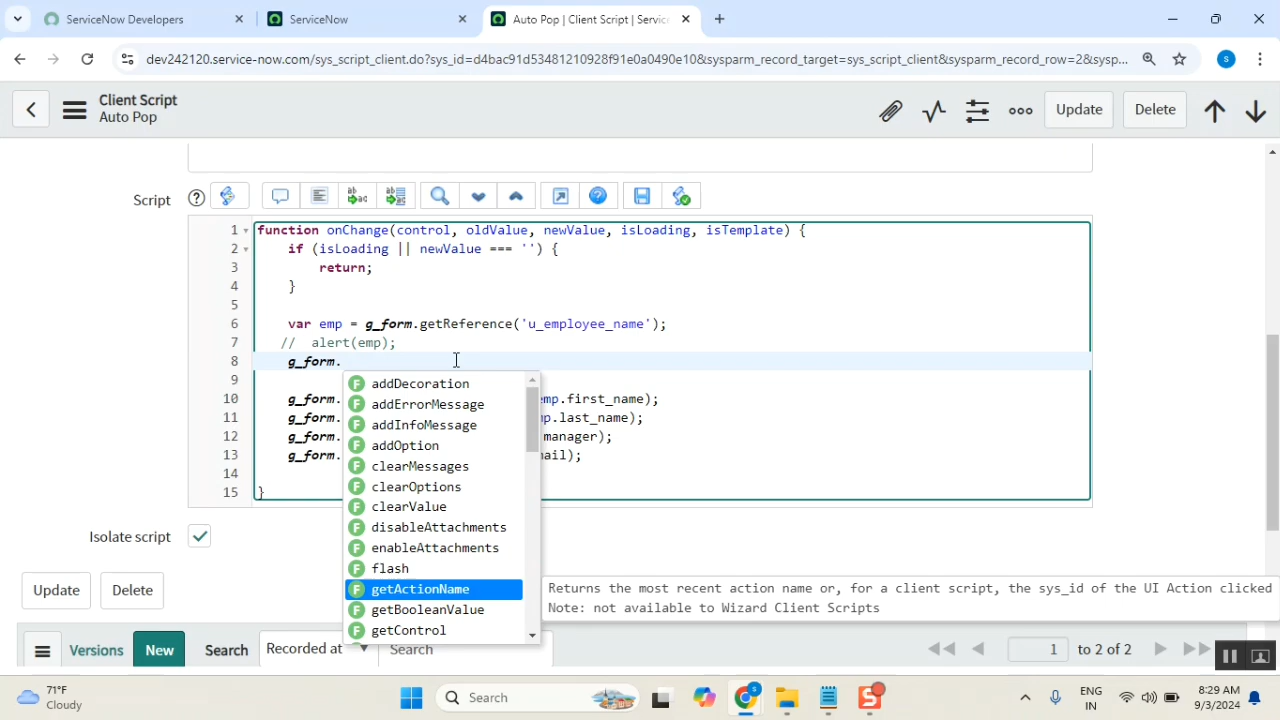 ServiceNow Developers
ServiceNow
Auto Pop | Client Script | Service
dev242120.service-now.com/sys_script_client.do?sys_id=d4bac91d53481210928f91e0a0490e10&sysparm_record_target=sys_script_client&sysparm_record_row=2&sysp...
s
Client Script
Auto Pop
Update
Delete
Script
1 function onChange(control, oldValue, newValue, isLoading, isTemplate) {
2 if (isLoading || newValue === '') {
3 return;
4 }
5
6 var emp = g_form.getReference('u_employee_name');
7 // alert(emp);
8 g_form.
9
10 g_form. emp.first_name);
11 g_form. mp.last_name);
12 g_form. manager);
13 g_form. ail);
14
15 }
F addDecoration
F addErrorMessage
F addInfoMessage
F addOption
F clearMessages
F clearOptions
F clearValue
F disableAttachments
F enableAttachments
F flash
F getActionName
F getBooleanValue
F getControl
Returns the most recent action name or, for a client script, the sys_id of the UI Action clicked
Note: not available to Wizard Client Scripts
Isolate script
Update
Delete
Versions
New
Search
Recorded at
Search
1
to 2 of 2
71°F
Cloudy
Search
ENG
IN
8:29 AM
9/3/2024